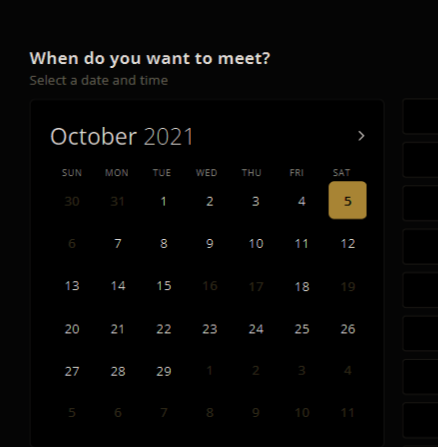 When do you want to meet?
Select a date and time
October 2021 >
SUN MON TUE WED THU FRI SAT
30 31 1 2 3 4 5
6 7 8 9 10 11 12
13 14 15 16 17 18 19
20 21 22 23 24 25 26
27 28 29 1 2 3 4
5 6 7 8 9 10 11